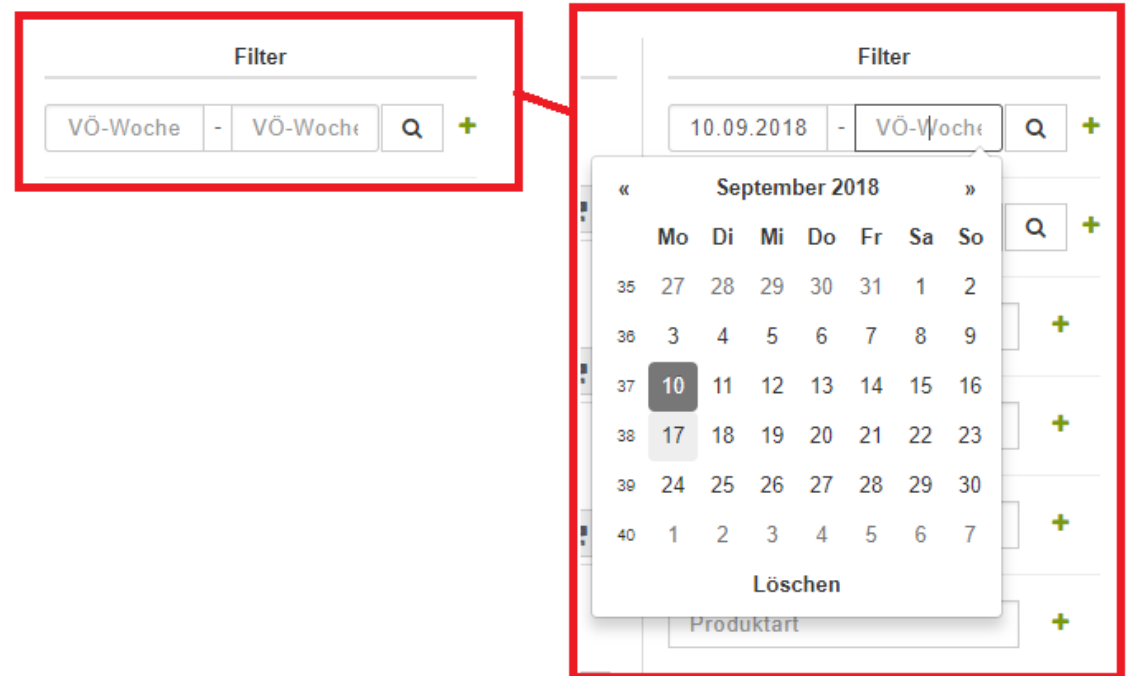 Filter
VÖ-Woche - VÖ-Woche
Filter
10.09.2018 - VÖ-Woche
« September 2018 »
Mo Di Mi Do Fr Sa So
35 27 28 29 30 31 1 2
36 3 4 5 6 7 8 9
37 10 11 12 13 14 15 16
38 17 18 19 20 21 22 23
39 24 25 26 27 28 29 30
40 1 2 3 4 5 6 7
Löschen
Produktart